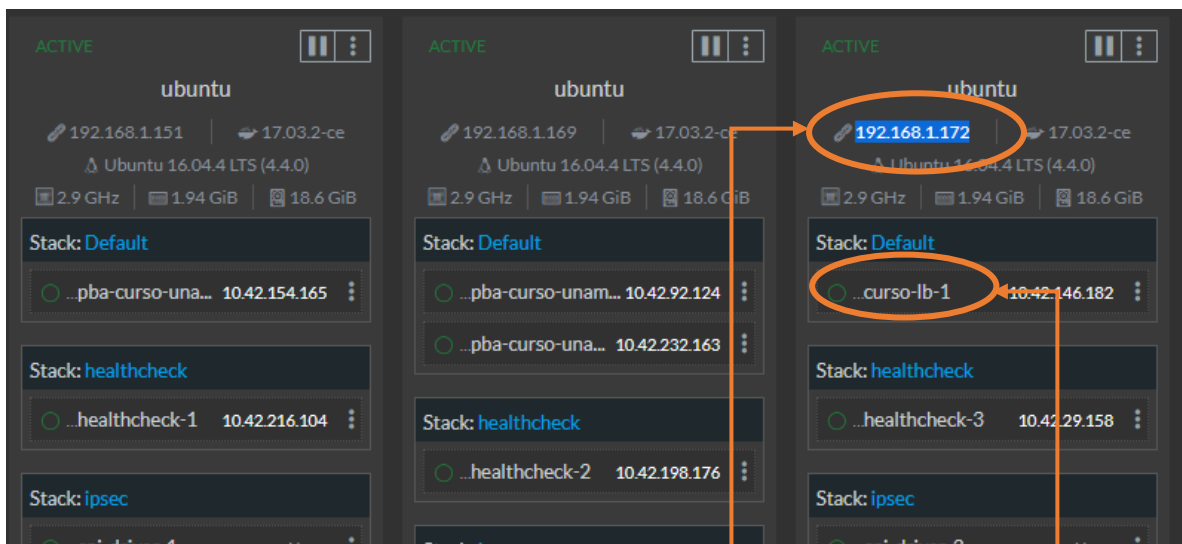 ACTIVE
ubuntu
192.168.1.151 17.03.2-ce
Ubuntu 16.04.4 LTS (4.4.0)
2.9 GHz 1.94 GiB 18.6 GiB
Stack: Default
...pba-curso-una... 10.42.154.165
Stack: healthcheck
...healthcheck-1 10.42.216.104
Stack: ipsec
ACTIVE
ubuntu
192.168.1.169 17.03.2-ce
Ubuntu 16.04.4 LTS (4.4.0)
2.9 GHz 1.94 GiB 18.6 GiB
Stack: Default
...pba-curso-unam... 10.42.92.124
...pba-curso-una... 10.42.232.163
Stack: healthcheck
...healthcheck-2 10.42.198.176
ACTIVE
ubuntu
192.168.1.172 17.03.2-ce
Ubuntu 16.04.4 LTS (4.4.0)
2.9 GHz 1.94 GiB 18.6 GiB
Stack: Default
...curso-lb-1 10.42.146.182
Stack: healthcheck
...healthcheck-3 10.42.29.158
Stack: ipsec